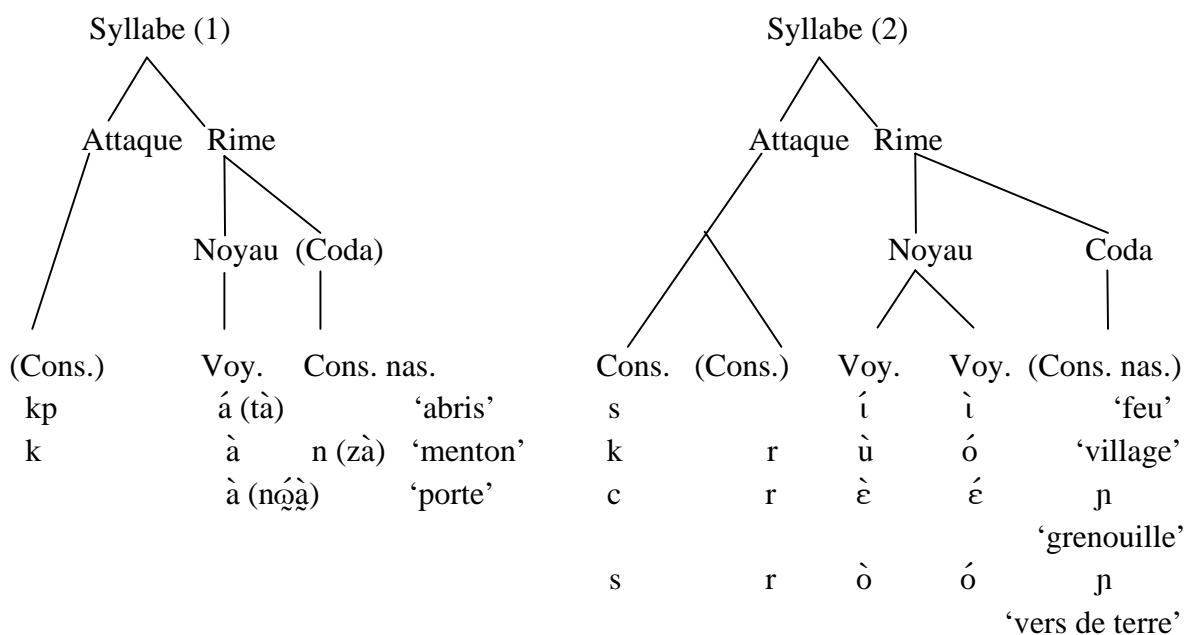 Syllabe (1) Syllabe (2)
Attaque Rime Attaque Rime
Noyau (Coda) Noyau Coda
(Cons.) Voy. Cons. nas. Cons. (Cons.) Voy. Voy. (Cons. nas.)
kp á (tà) ‘abris’ s ɩ́ ɩ̀ ‘feu’
k à n (zà) ‘menton’ k r ù ó ‘village’
à (nɷ̰́à̰) ‘porte’ c r ɛ̀ ɛ́ ɲ
‘grenouille’
s r ò ó ɲ
‘vers de terre’